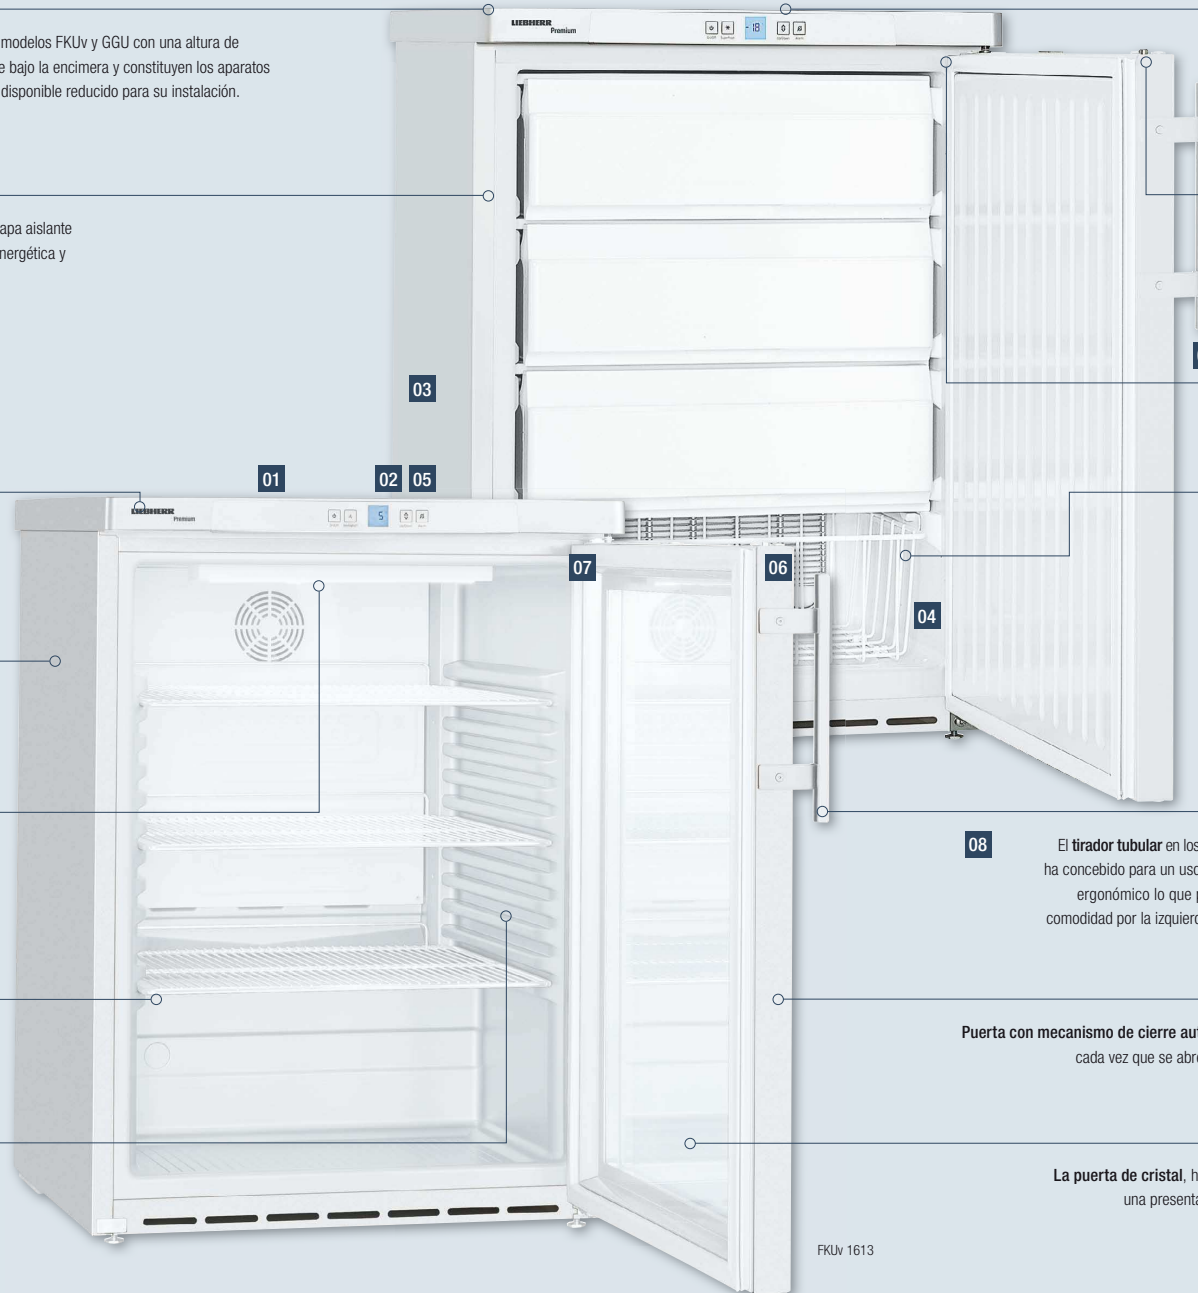 LIEBHERR
Premium
-18
modelos FKUv y GGU con una altura de
e bajo la encimera y constituyen los aparatos
disponible reducido para su instalación.
apa aislante
nergética y
03
01
02
05
LIEBHERR
Premium
5
07
06
04
08
El tirador tubular en los
ha concebido para un uso
ergonómico lo que p
comodidad por la izquierd
Puerta con mecanismo de cierre aut
cada vez que se abre
La puerta de cristal, h
una presenta
FKUv 1613